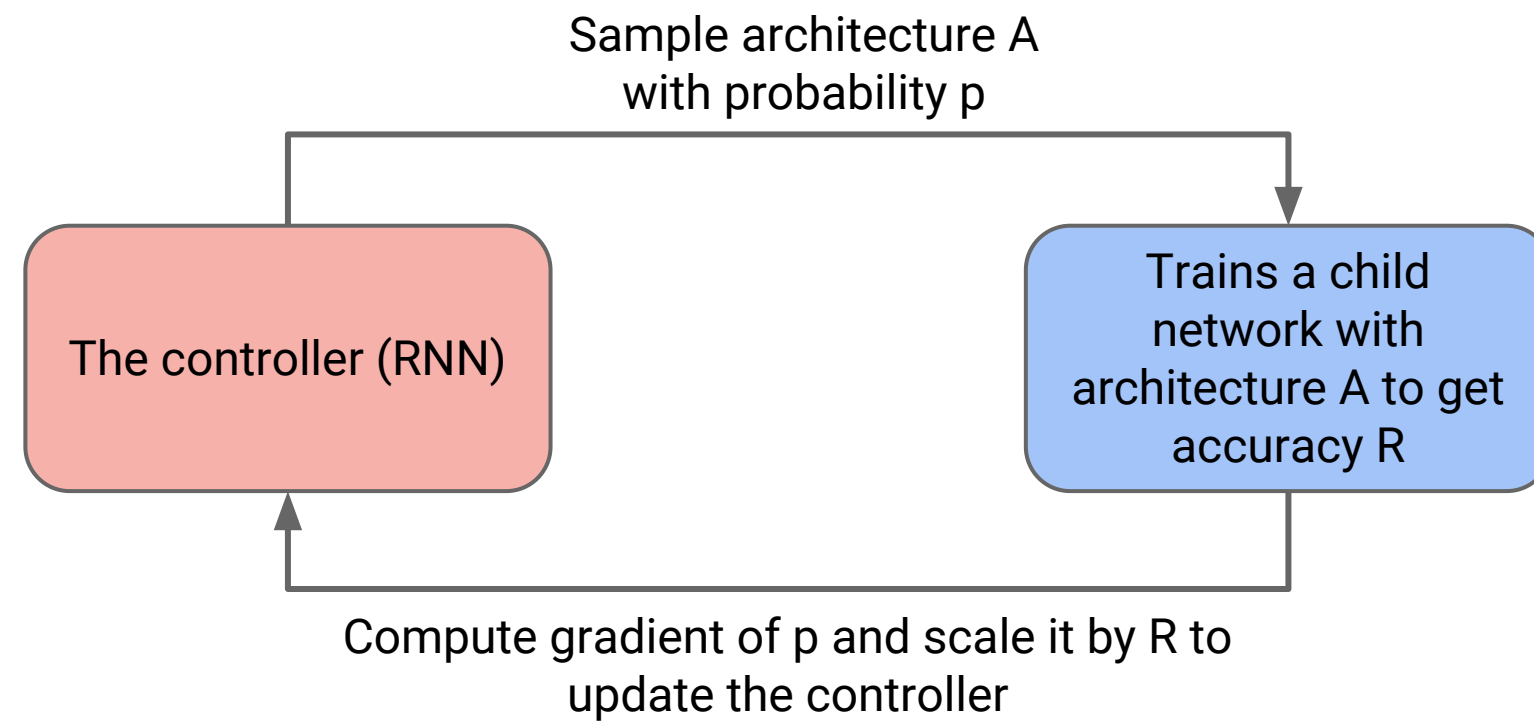 Sample architecture A
with probability p
The controller (RNN)
Trains a child
network with
architecture A to get
accuracy R
Compute gradient of p and scale it by R to
update the controller